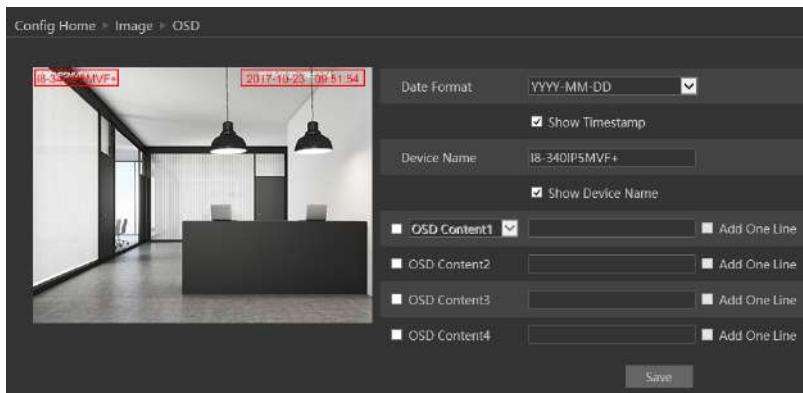 Config Home ▸ Image ▸ OSD
I8-340IP5MVF+ 2017-10-23 09:51:54
Date Format YYYY-MM-DD
Show Timestamp
Device Name I8-340IP5MVF+
Show Device Name
OSD Content1 Add One Line
OSD Content2 Add One Line
OSD Content3 Add One Line
OSD Content4 Add One Line
Save